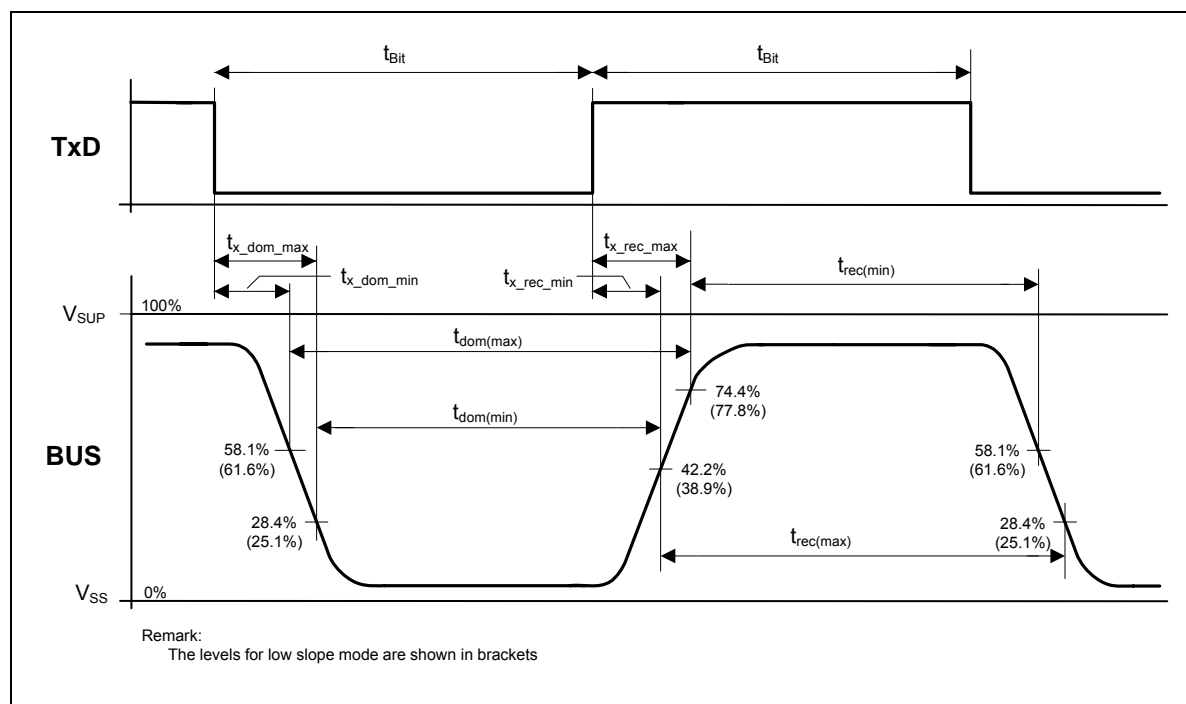 t_Bit t_Bit
TxD
t_x_dom_max t_x_rec_max
t_x_dom_min t_x_rec_min t_rec(min)
V_SUP 100%
t_dom(max)
74.4%
(77.8%)
t_dom(min)
BUS
58.1%
(61.6%)
42.2%
(38.9%)
58.1%
(61.6%)
28.4%
(25.1%)
t_rec(max)
28.4%
(25.1%)
V_SS 0%
Remark:
The levels for low slope mode are shown in brackets